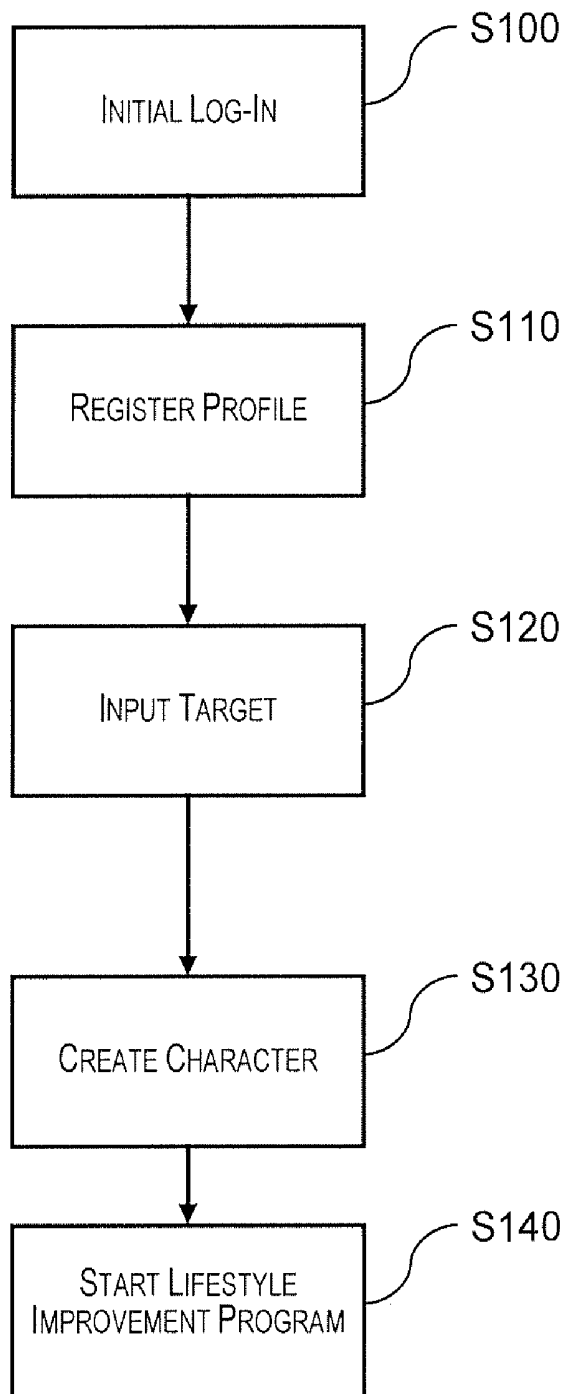 S100
INITIAL LOG-IN
S110
REGISTER PROFILE
S120
INPUT TARGET
S130
CREATE CHARACTER
S140
START LIFESTYLE
IMPROVEMENT PROGRAM